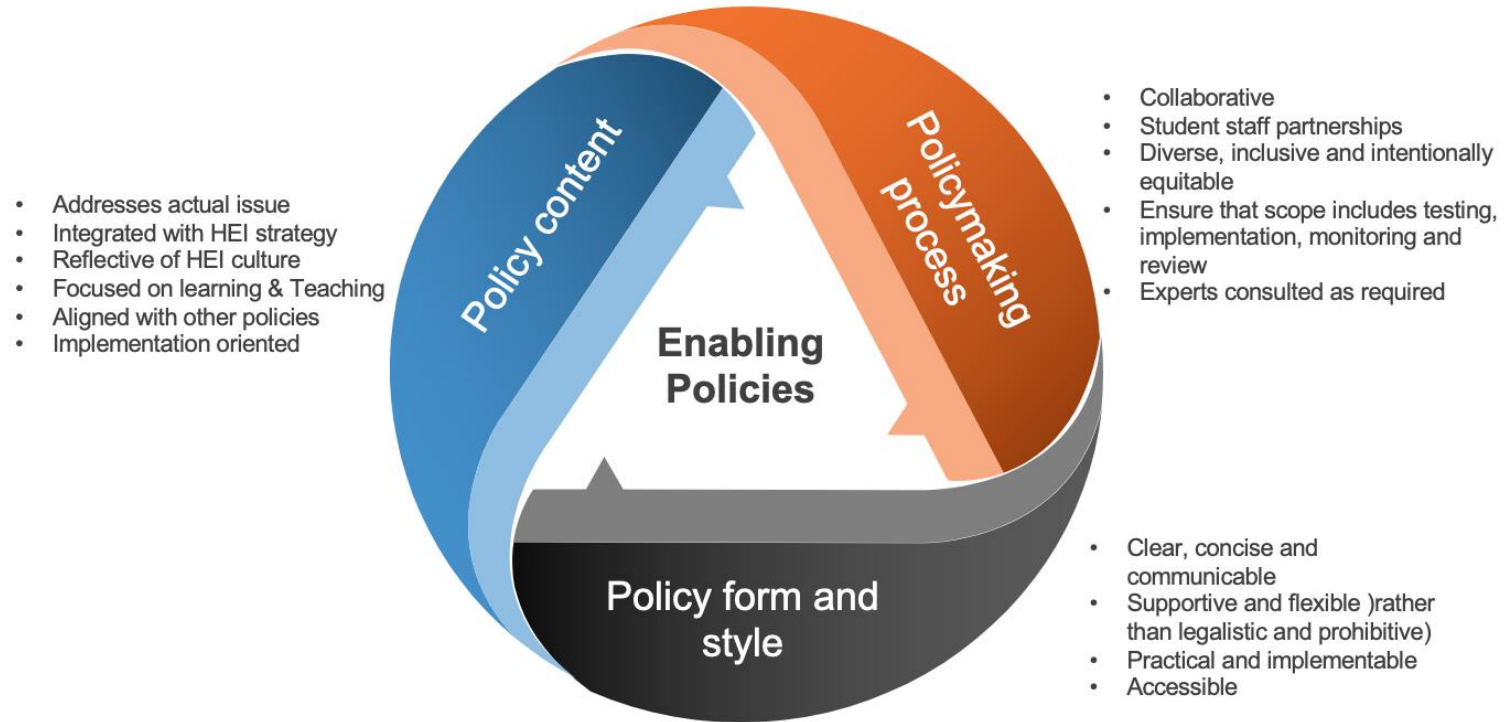 Policy content
• Addresses actual issue
• Integrated with HEI strategy
• Reflective of HEI culture
• Focused on learning & Teaching
• Aligned with other policies
• Implementation oriented
Enabling
Policies
Policymaking
process
• Collaborative
• Student staff partnerships
• Diverse, inclusive and intentionally
equitable
• Ensure that scope includes testing,
implementation, monitoring and
review
• Experts consulted as required
Policy form and
style
• Clear, concise and
communicable
• Supportive and flexible )rather
than legalistic and prohibitive)
• Practical and implementable
• Accessible